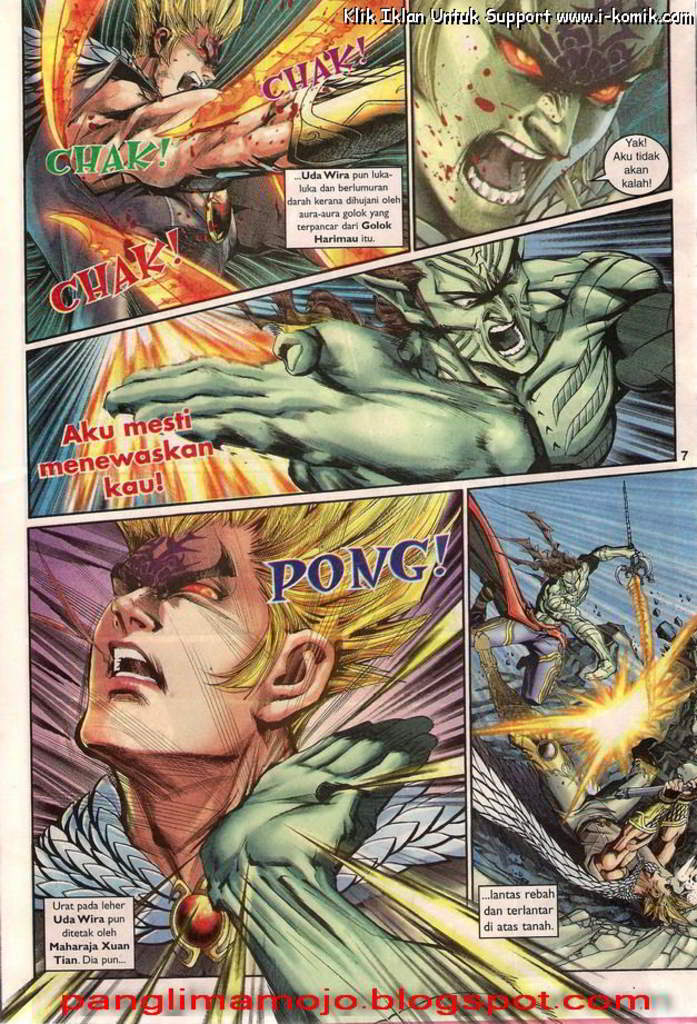 Klik Iklan Untuk Support www.i-komik.com
CHAK!
CHAK!
CHAK!
...Uda Wira pun luka-
luka dan berlumuran
darah kerana dihujani oleh
aura-aura golok yang
terpancar dari Golok
Harimau itu.
Yak!
Aku tidak
akan
kalah!
Aku mesti
menewaskan
kau!
7
PONG!
Urat pada leher
Uda Wira pun
ditetak oleh
Maharaja Xuan
Tian. Dia pun...
...lantas rebah
dan terlantar
di atas tanah.
panglimamojo.blogspot.com